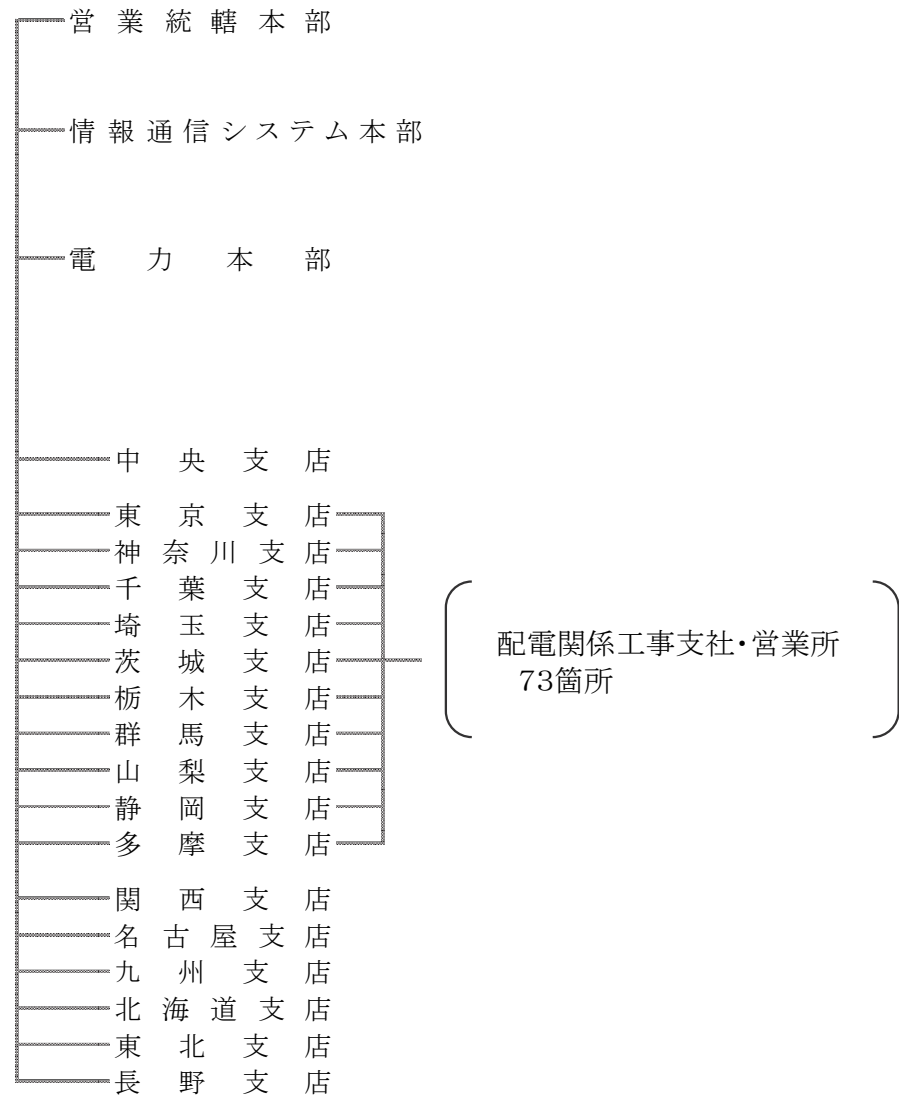 営業統轄本部
情報通信システム本部
電力本部
中央支店
東京支店
神奈川支店
千葉支店
埼玉支店
茨城支店
栃木支店
群馬支店
山梨支店
静岡支店
多摩支店
配電関係工事支社・営業所
73箇所
関西支店
名古屋支店
九州支店
北海道支店
東北支店
長野支店